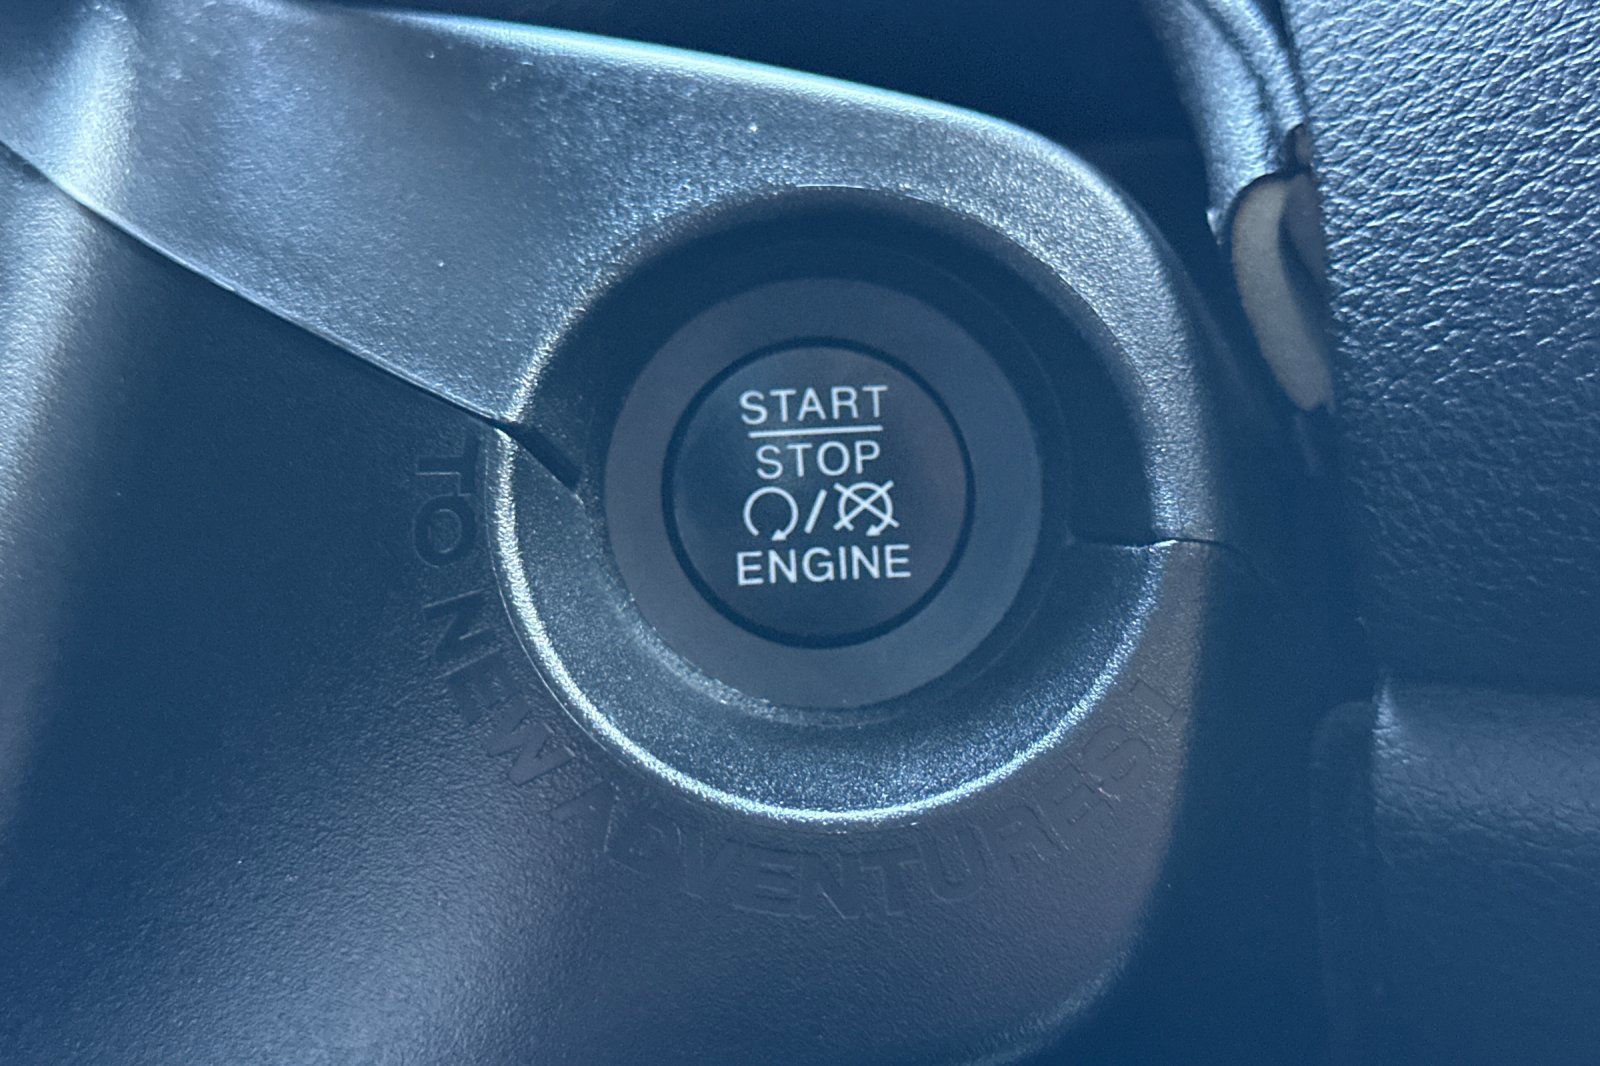 START
STOP
/
ENGINE
TO NEW ADVENTURES!